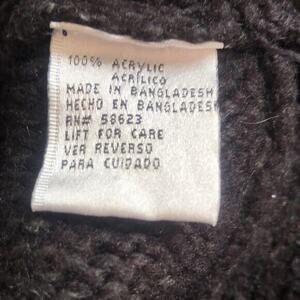 100% ACRYLIC
ACRÍLICO
MADE IN BANGLADESH
HECHO EN BANGLADESH
RN# 58623
LIFT FOR CARE
VER REVERSO
PARA CUIDADO